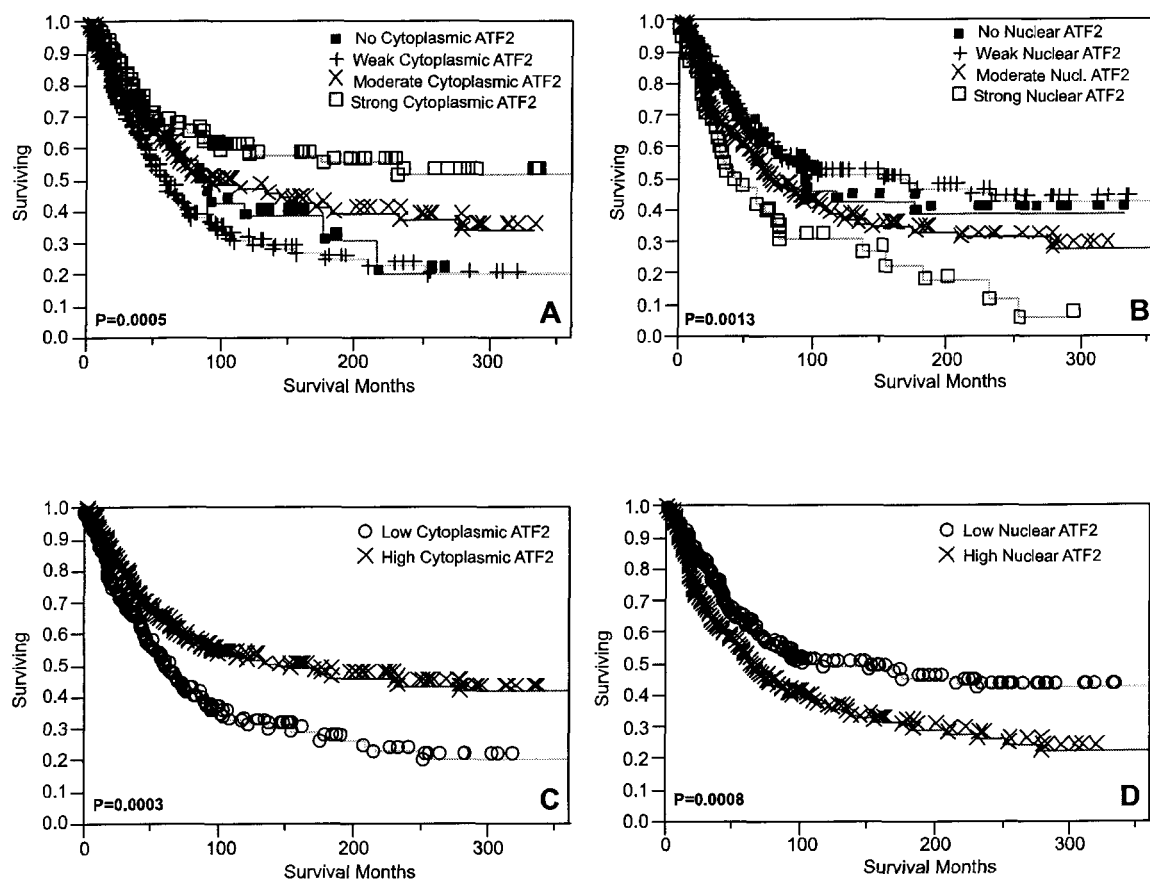 1.0
0.9
0.8
0.7
0.6
0.5
0.4
0.3
0.2
0.1
0.0
Surviving
No Cytoplasmic ATF2
Weak Cytoplasmic ATF2
Moderate Cytoplasmic ATF2
Strong Cytoplasmic ATF2
P=0.0005
A
0 100 200 300
Survival Months
1.0
0.9
0.8
0.7
0.6
0.5
0.4
0.3
0.2
0.1
0.0
Surviving
No Nuclear ATF2
Weak Nuclear ATF2
Moderate Nucl. ATF2
Strong Nuclear ATF2
P=0.0013
B
0 100 200 300
Survival Months
1.0
0.9
0.8
0.7
0.6
0.5
0.4
0.3
0.2
0.1
0.0
Surviving
Low Cytoplasmic ATF2
High Cytoplasmic ATF2
P=0.0003
C
0 100 200 300
Survival Months
1.0
0.9
0.8
0.7
0.6
0.5
0.4
0.3
0.2
0.1
0.0
Surviving
Low Nuclear ATF2
High Nuclear ATF2
P=0.0008
D
0 100 200 300
Survival Months